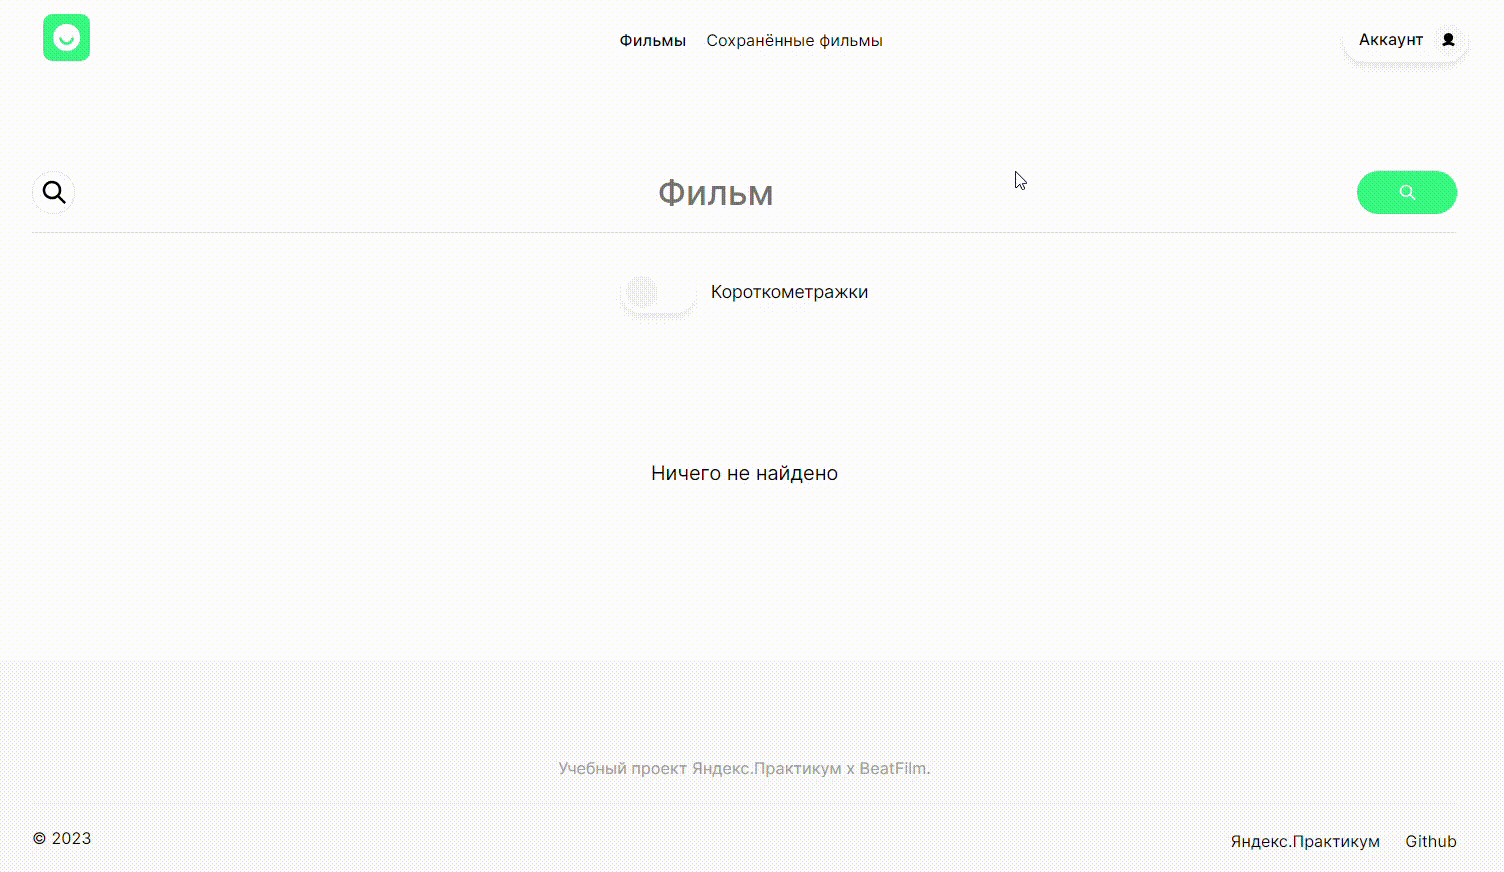 Фильмы Сохранённые фильмы Аккаунт
Фильм
Короткометражки
Ничего не найдено
Учебный проект Яндекс.Практикум x BeatFilm.
© 2023 Яндекс.Практикум Github